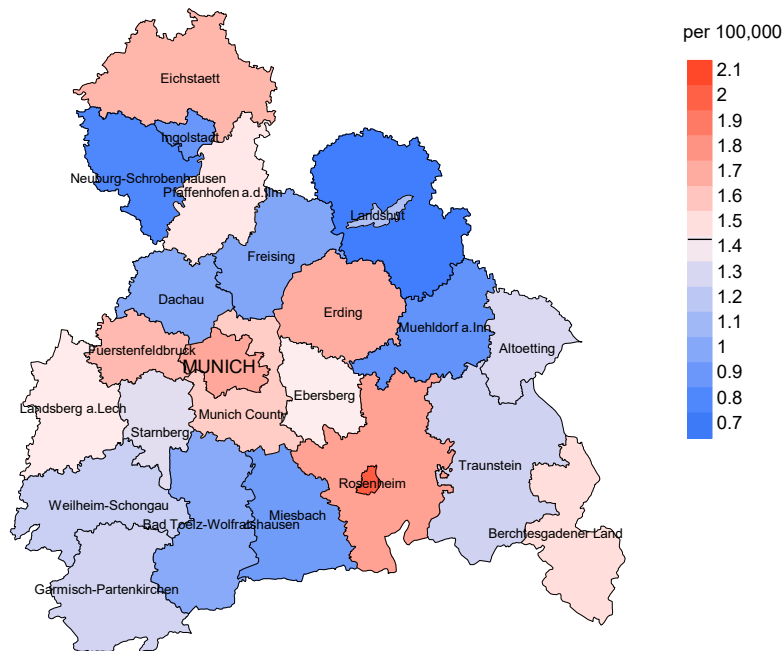 per 100,000
2.1
2
1.9
1.8
1.7
1.6
1.5
1.4
1.3
1.2
1.1
1
0.9
0.8
0.7
Eichstaett
Ingolstadt
Neuburg-Schrobenhausen
Pfaffenhofen a.d.Ilm
Landshut
Freising
Dachau
Erding
Muehldorf a.Inn
Altoetting
Fuerstenfeldbruck
MUNICH
Ebersberg
Landsberg a.Lech
Munich County
Starnberg
Traunstein
Rosenheim
Weilheim-Schongau
Miesbach
Bad Toelz-Wolfratshausen
Berchtesgadener Land
Garmisch-Partenkirchen